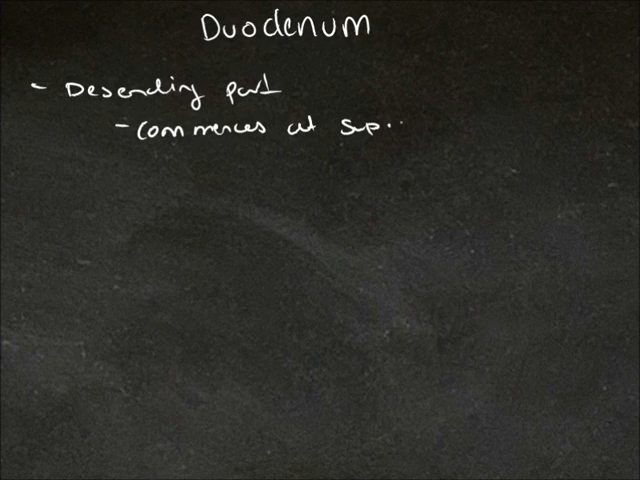 Duodenum
- Desending part
- Commences at sup..